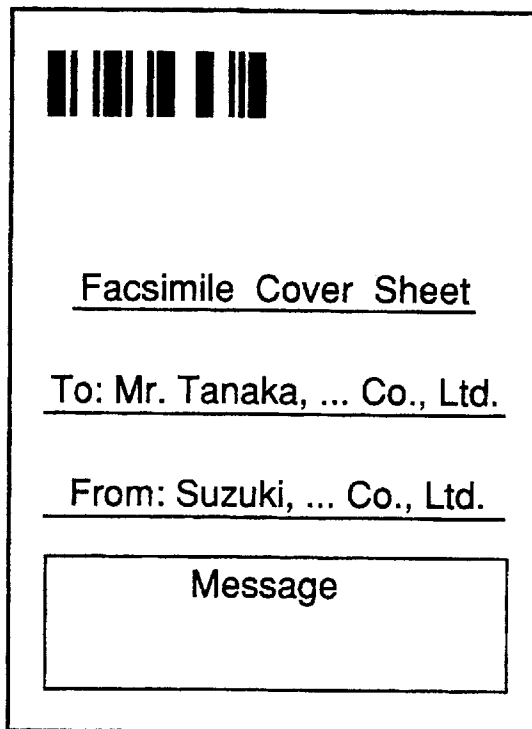 Facsimile Cover Sheet
To: Mr. Tanaka, ... Co., Ltd.
From: Suzuki, ... Co., Ltd.
Message